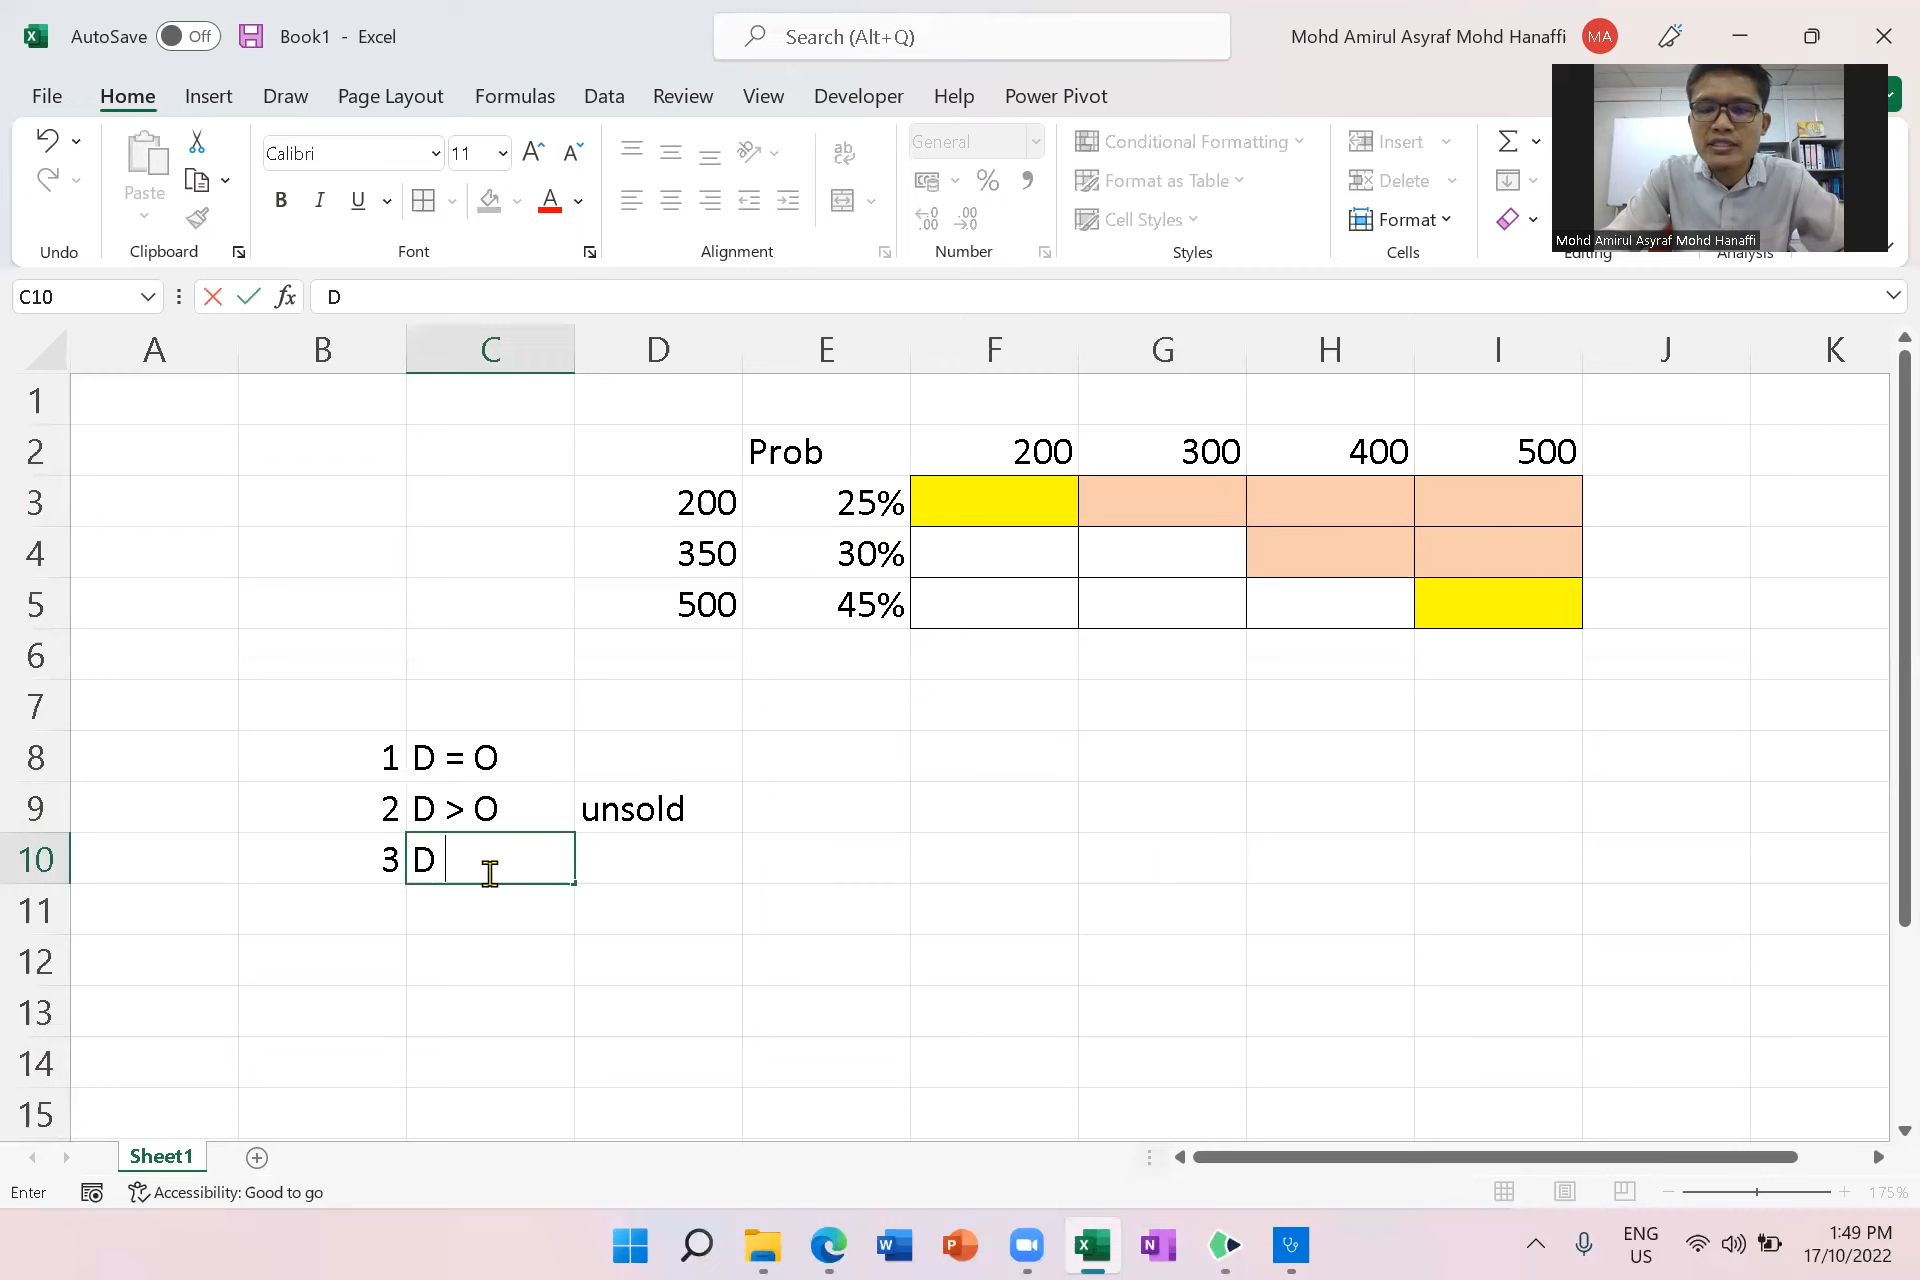 AutoSave Off Book1 - Excel Search (Alt+Q) Mohd Amirul Asyraf Mohd Hanaffi MA
File Home Insert Draw Page Layout Formulas Data Review View Developer Help Power Pivot
Calibri 11 General Conditional Formatting Insert
Paste Format as Table Delete
B I U A Cell Styles Format
Mohd Amirul Asyraf Mohd Hanaffi
Undo Clipboard Font Alignment Number Styles Cells Editing Analysis
C10 fx D
A B C D E F G H I J K
1
2 Prob 200 300 400 500
3 200 25%
4 350 30%
5 500 45%
6
7
8 1 D = O
9 2 D > O unsold
10 3 D
11
12
13
14
15
Sheet1
Enter Accessibility: Good to go 175%
ENG 1:49 PM
US 17/10/2022